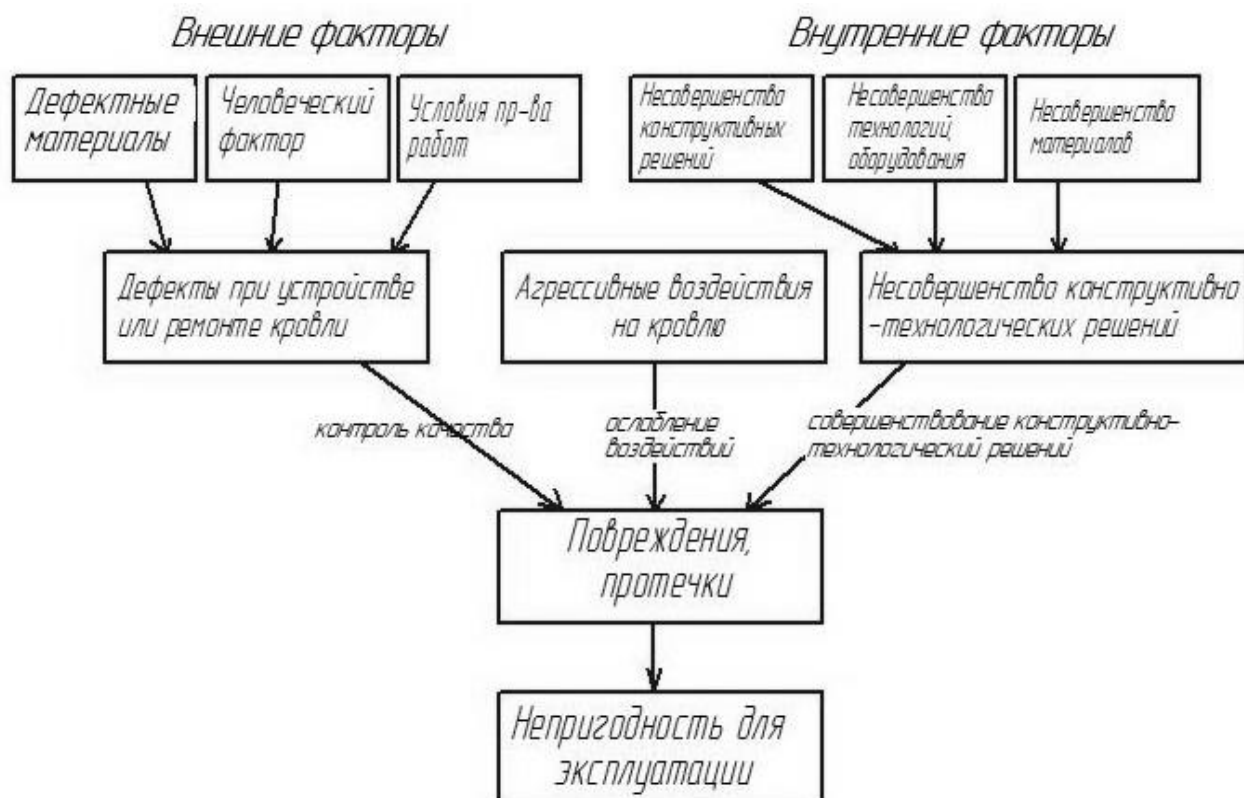 Внешние факторы
Внутренние факторы
Дефектные
материалы
Человеческий
фактор
Условия пр-ва
работ
Несовершенство
конструктивных
решений
Несовершенства
технологий,
оборудования
Несовершенства
материалов
Дефекты при устройстве
или ремонте кровли
Агрессивные воздействия
на кровлю
Несовершенство конструктивно
-технологических решений
контроль качества
ослабление
воздействий
совершенствование конструктивно-
технологический решений
Повреждения,
протечки
Непригодность для
эксплуатации